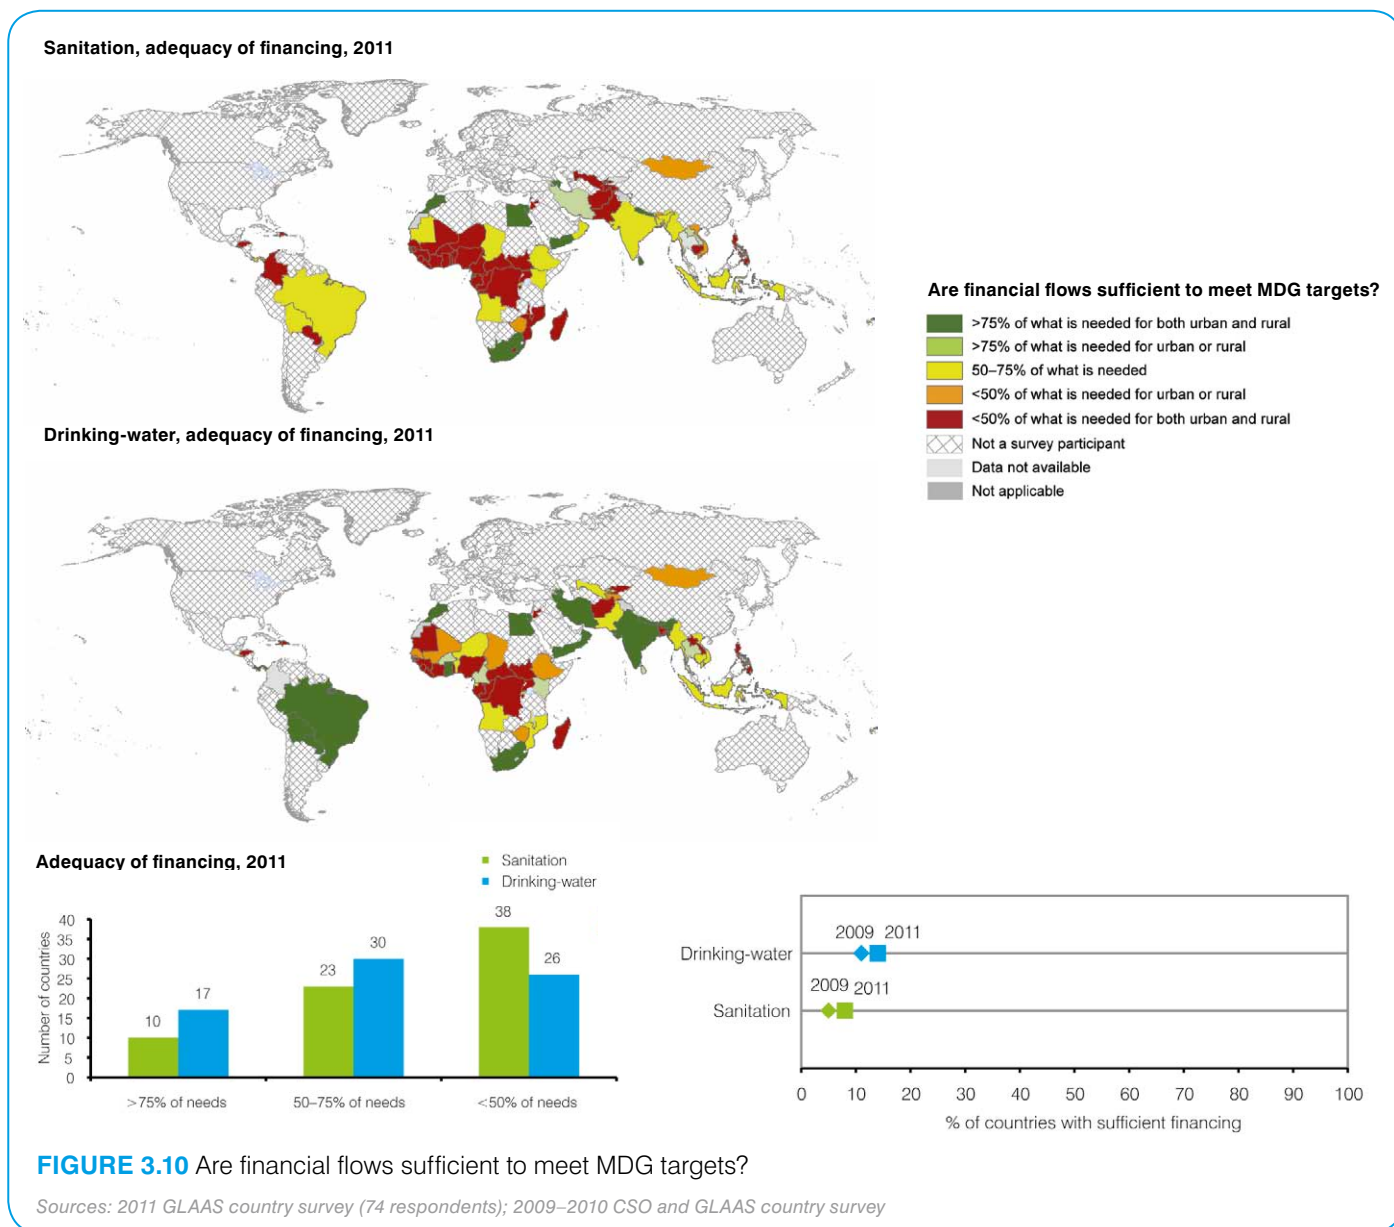 Sanitation, adequacy of financing, 2011
Are financial flows sufficient to meet MDG targets?
>75% of what is needed for both urban and rural
>75% of what is needed for urban or rural
50–75% of what is needed
<50% of what is needed for urban or rural
<50% of what is needed for both urban and rural
Not a survey participant
Data not available
Not applicable
Drinking-water, adequacy of financing, 2011
Adequacy of financing, 2011
Sanitation
Drinking-water
Number of countries
40
35
30
25
20
15
10
5
0
10
17
23
30
38
26
>75% of needs
50–75% of needs
<50% of needs
Drinking-water
2009 2011
Sanitation
2009 2011
0 10 20 30 40 50 60 70 80 90 100
% of countries with sufficient financing
FIGURE 3.10 Are financial flows sufficient to meet MDG targets?
Sources: 2011 GLAAS country survey (74 respondents); 2009–2010 CSO and GLAAS country survey